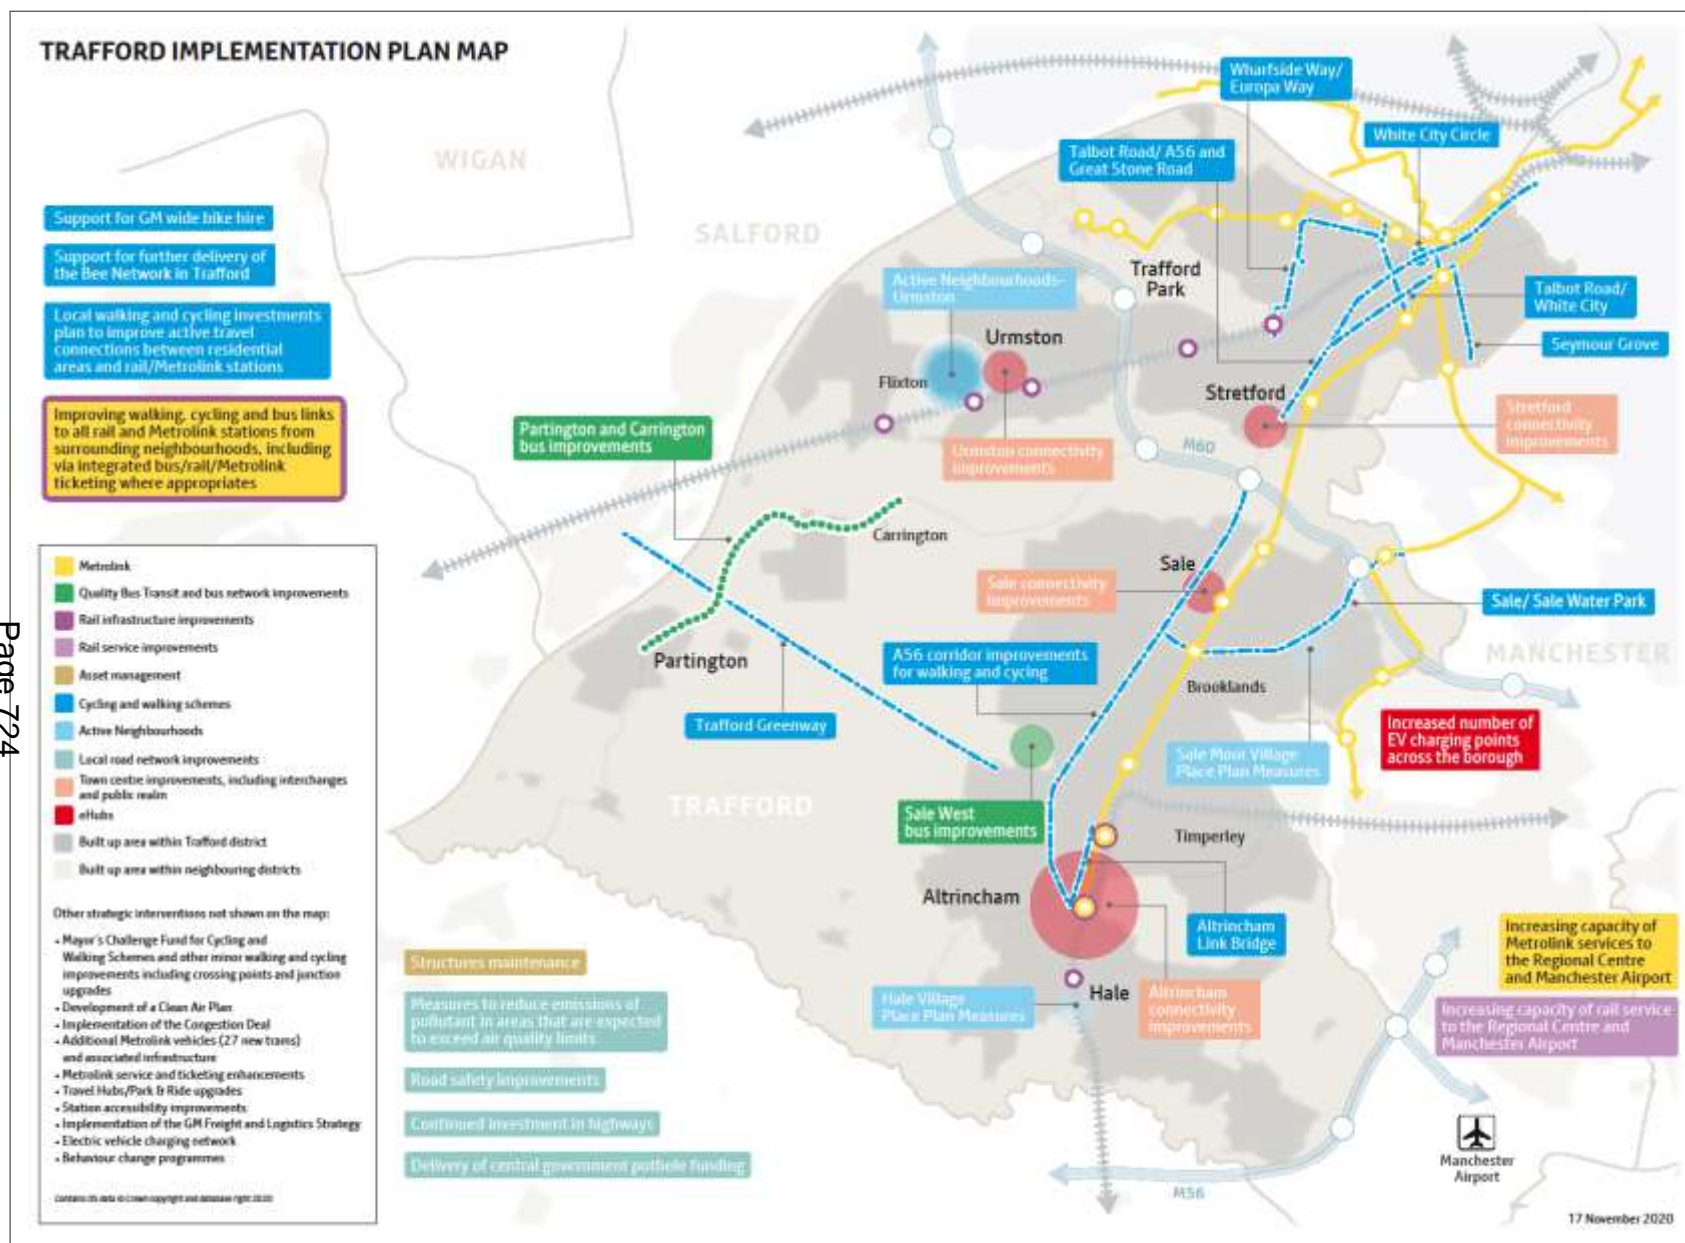 TRAFFORD IMPLEMENTATION PLAN MAP
WIGAN
SALFORD
Support for GM wide bike hire
Support for further delivery of
the Bee Network in Trafford
Local walking and cycling investments
plan to improve active travel
connections between residential
areas and rail/Metrolink stations
Improving walking, cycling and bus links
to all rail and Metrolink stations from
surrounding neighbourhoods, including
via integrated bus/rail/Metrolink
ticketing where appropriates
Wharfside Way/
Europa Way
White City Circle
Talbot Road/ A56 and
Great Stone Road
Trafford
Park
Talbot Road/
White City
Seymour Grove
Active Neighbourhoods-
Urmston
Urmston
Flixton
Stretford
Stretford
connectivity
improvements
Partington and Carrington
bus improvements
Urmston connectivity
improvements
M60
Carrington
Sale
Sale connectivity
improvements
Sale/ Sale Water Park
MANCHESTER
Partington
A56 corridor improvements
for walking and cycing
Brooklands
Trafford Greenway
Sale Moor Village
Place Plan Measures
Increased number of
EV charging points
across the borough
TRAFFORD
Sale West
bus improvements
Timperley
Altrincham
Altrincham
Link Bridge
Hale Village
Place Plan Measures
Hale
Altrincham
connectivity
improvements
Increasing capacity of
Metrolink services to
the Regional Centre
and Manchester Airport
Increasing capacity of rail service
to the Regional Centre and
Manchester Airport
Manchester
Airport
M56
Structures maintenance
Measures to reduce emissions of
pollutant in areas that are expected
to exceed air quality limits
Road safety improvements
Continued investment in highways
Delivery of central government pothole funding
Metrolink
Quality Bus Transit and bus network improvements
Rail infrastructure improvements
Rail service improvements
Asset management
Cycling and walking schemes
Active Neighbourhoods
Local road network improvements
Town centre improvements, including interchanges
and public realm
eHubs
Built up area within Trafford district
Built up area within neighbouring districts
Other strategic interventions not shown on the map:
• Mayor's Challenge Fund for Cycling and
Walking Schemes and other minor walking and cycling
improvements including crossing points and junction
upgrades
• Development of a Clean Air Plan
• Implementation of the Congestion Deal
• Additional Metrolink vehicles (27 new trams)
and associated infrastructure
• Metrolink service and ticketing enhancements
• Travel Hubs/Park & Ride upgrades
• Station accessibility improvements
• Implementation of the GM Freight and Logistics Strategy
• Electric vehicle charging network
• Behaviour change programmes
Contains OS data © Crown copyright and database right 2020
17 November 2020
Page 724